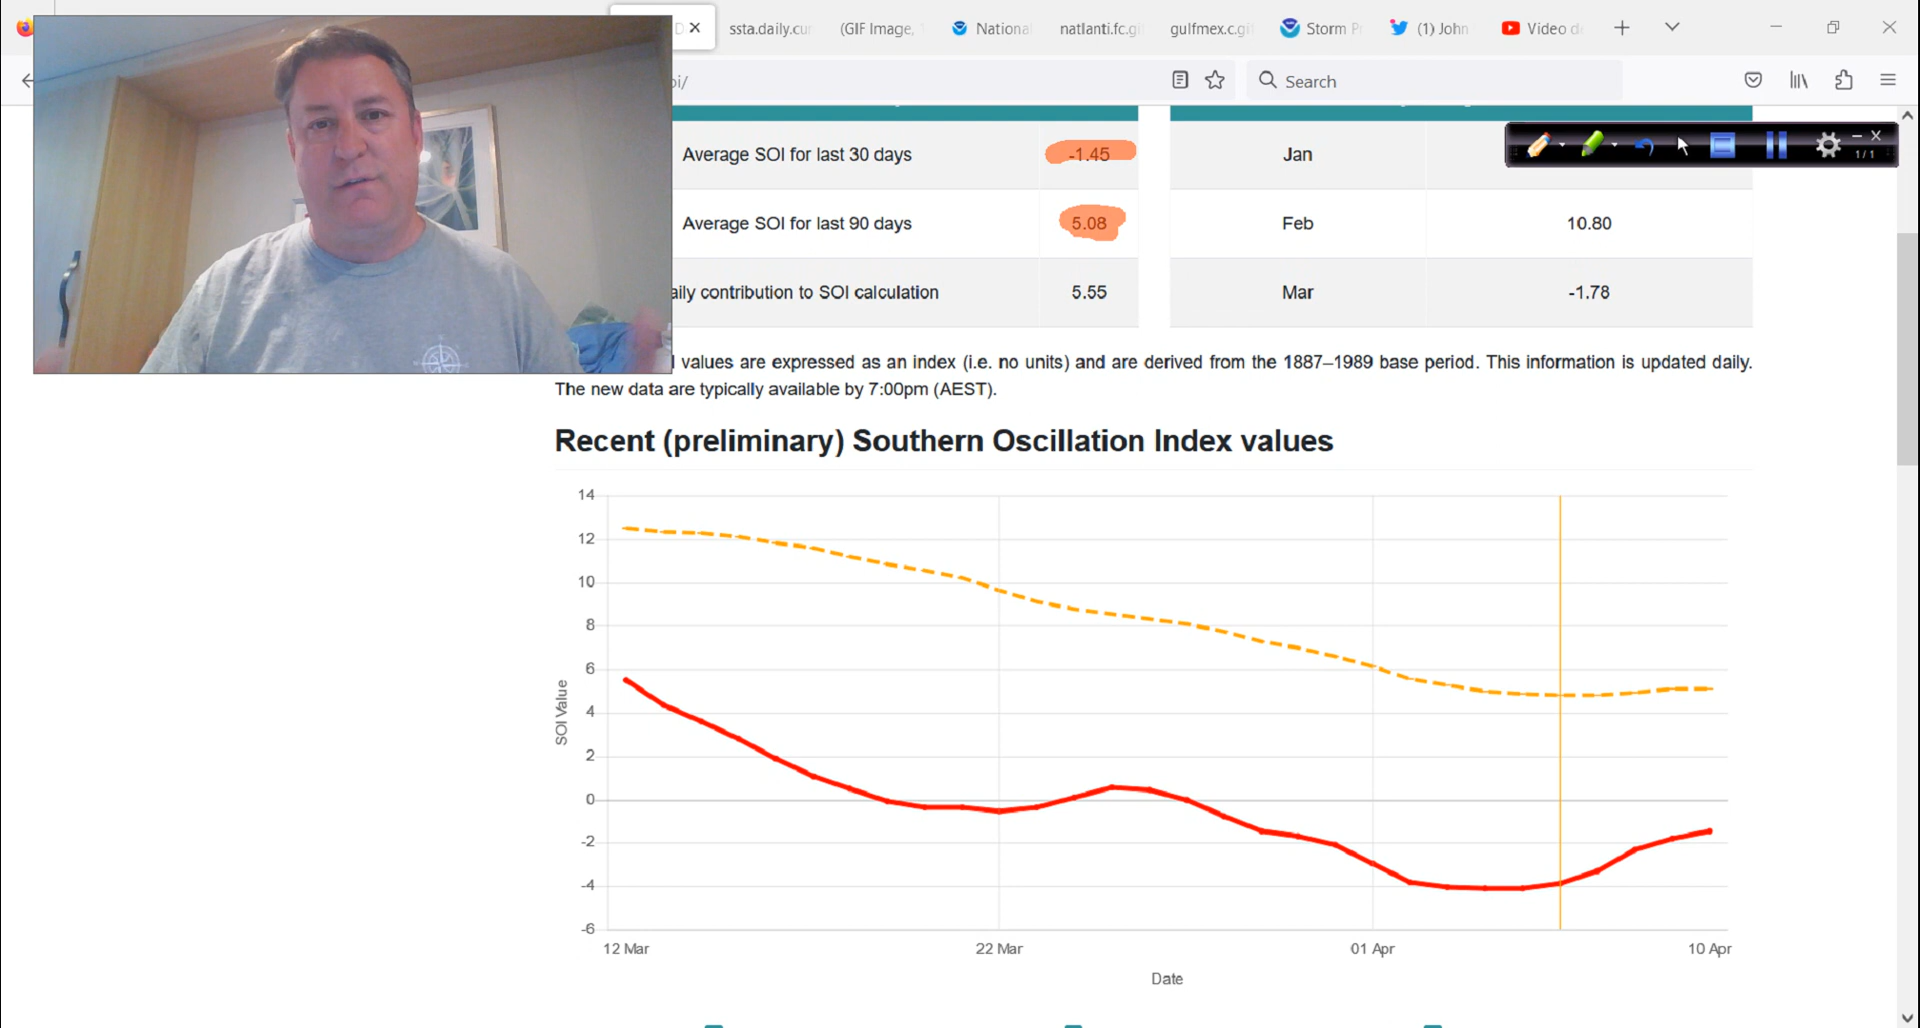 ssta.daily.cu
(GIF Image,
National
natlanti.fc.gi
gulfmex.c.gi
Storm Pr
(1) John
Video d
oi/
Search
1/1
Average SOI for last 30 days -1.45
Jan
Average SOI for last 90 days 5.08
Feb 10.80
aily contribution to SOI calculation 5.55
Mar -1.78
values are expressed as an index (i.e. no units) and are derived from the 1887–1989 base period. This information is updated daily.
The new data are typically available by 7:00pm (AEST).
Recent (preliminary) Southern Oscillation Index values
14
12
10
8
6
4
2
0
-2
-4
-6
SOI Value
12 Mar 22 Mar 01 Apr 10 Apr
Date